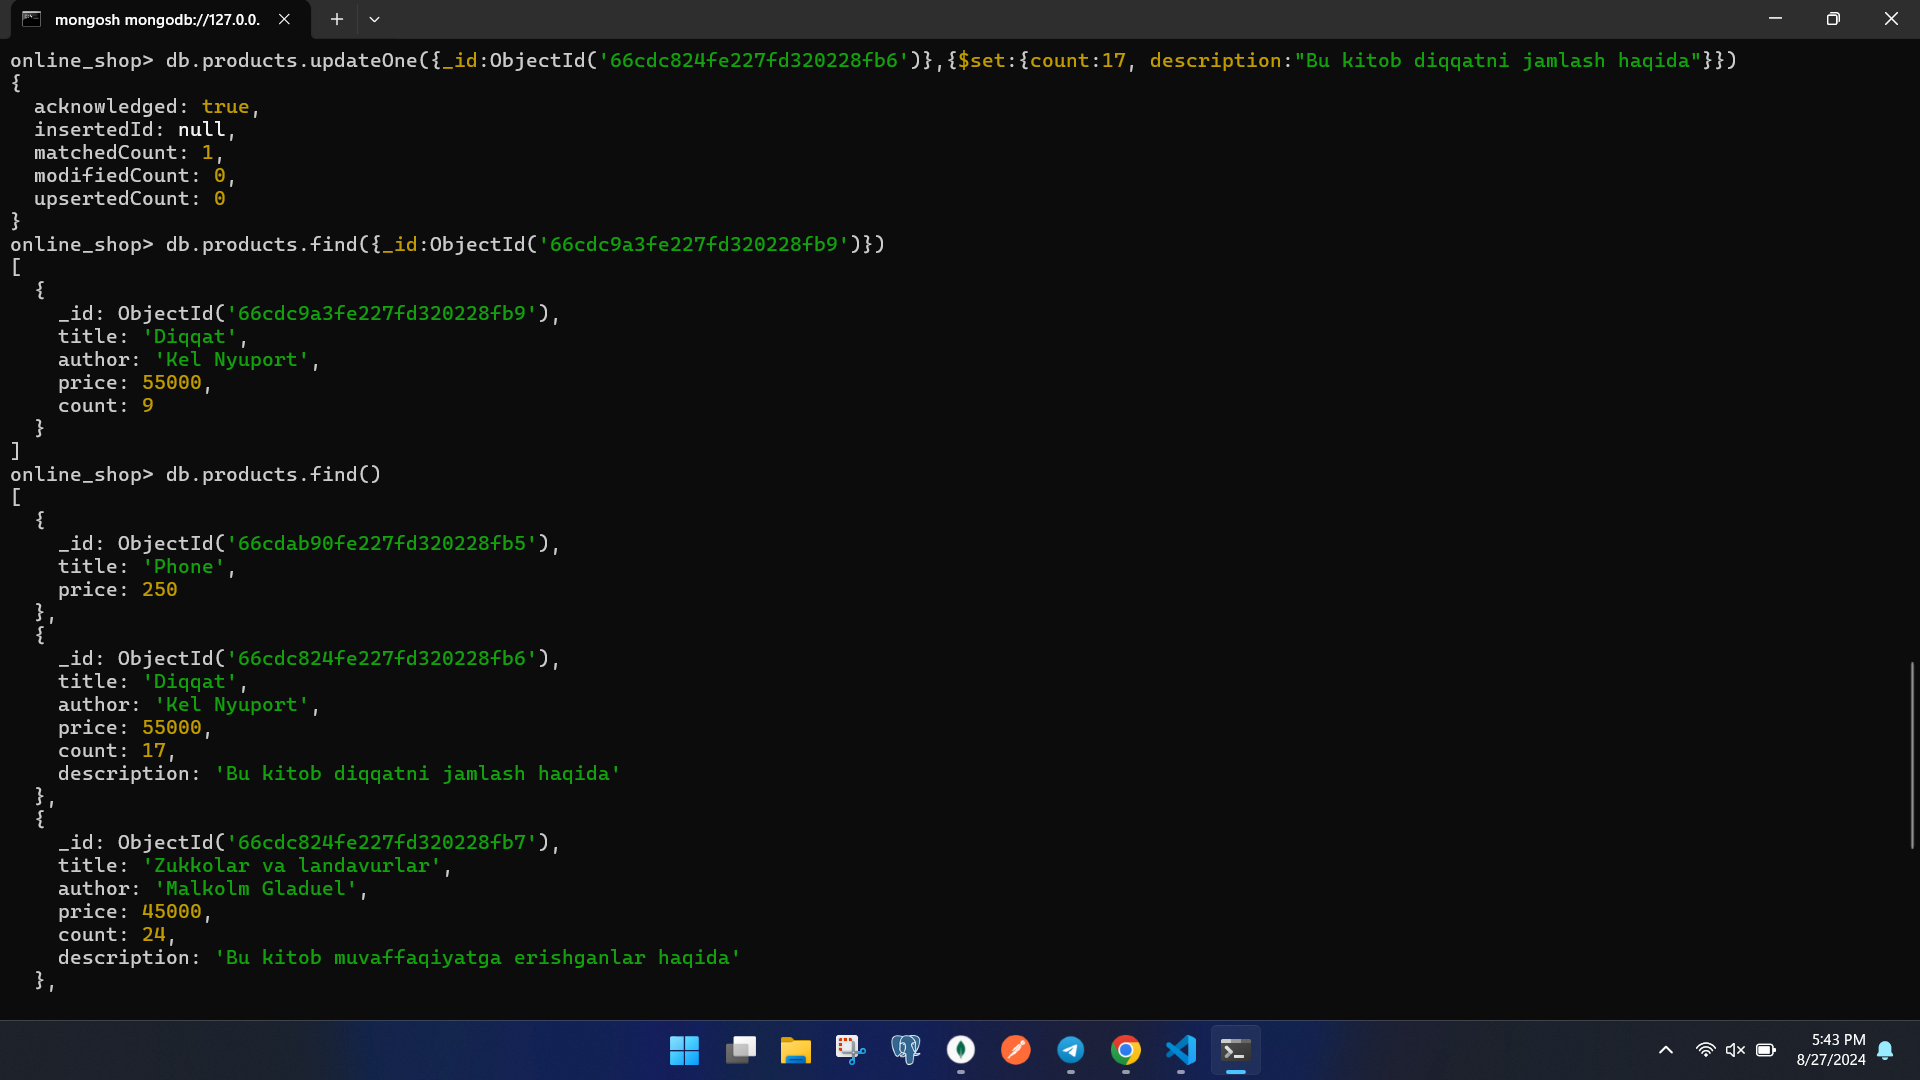 mongosh mongodb://127.0.0.
online_shop> db.products.updateOne({_id:ObjectId('66cdc824fe227fd320228fb6')},{$set:{count:17, description:"Bu kitob diqqatni jamlash haqida"}})
{
  acknowledged: true,
  insertedId: null,
  matchedCount: 1,
  modifiedCount: 0,
  upsertedCount: 0
}
online_shop> db.products.find({_id:ObjectId('66cdc9a3fe227fd320228fb9')})
[
  {
    _id: ObjectId('66cdc9a3fe227fd320228fb9'),
    title: 'Diqqat',
    author: 'Kel Nyuport',
    price: 55000,
    count: 9
  }
]
online_shop> db.products.find()
[
  {
    _id: ObjectId('66cdab90fe227fd320228fb5'),
    title: 'Phone',
    price: 250
  },
  {
    _id: ObjectId('66cdc824fe227fd320228fb6'),
    title: 'Diqqat',
    author: 'Kel Nyuport',
    price: 55000,
    count: 17,
    description: 'Bu kitob diqqatni jamlash haqida'
  },
  {
    _id: ObjectId('66cdc824fe227fd320228fb7'),
    title: 'Zukkolar va landavurlar',
    author: 'Malkolm Gladuel',
    price: 45000,
    count: 24,
    description: 'Bu kitob muvaffaqiyatga erishganlar haqida'
  },
5:43 PM
8/27/2024